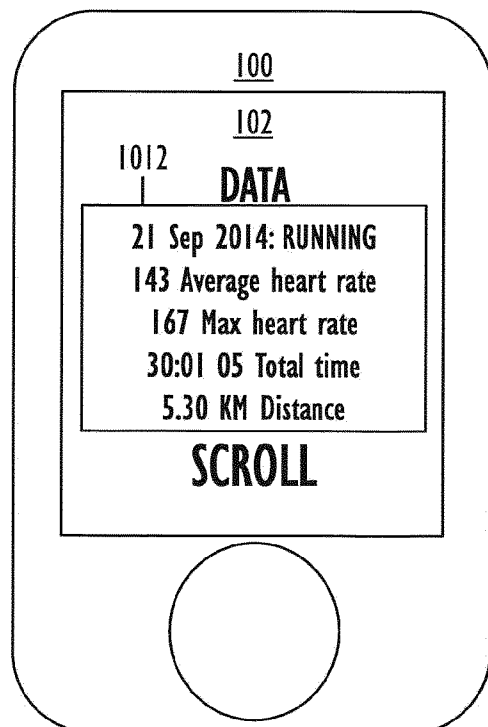 100
102
1012
DATA
21 Sep 2014: RUNNING
143 Average heart rate
167 Max heart rate
30:01 05 Total time
5.30 KM Distance
SCROLL